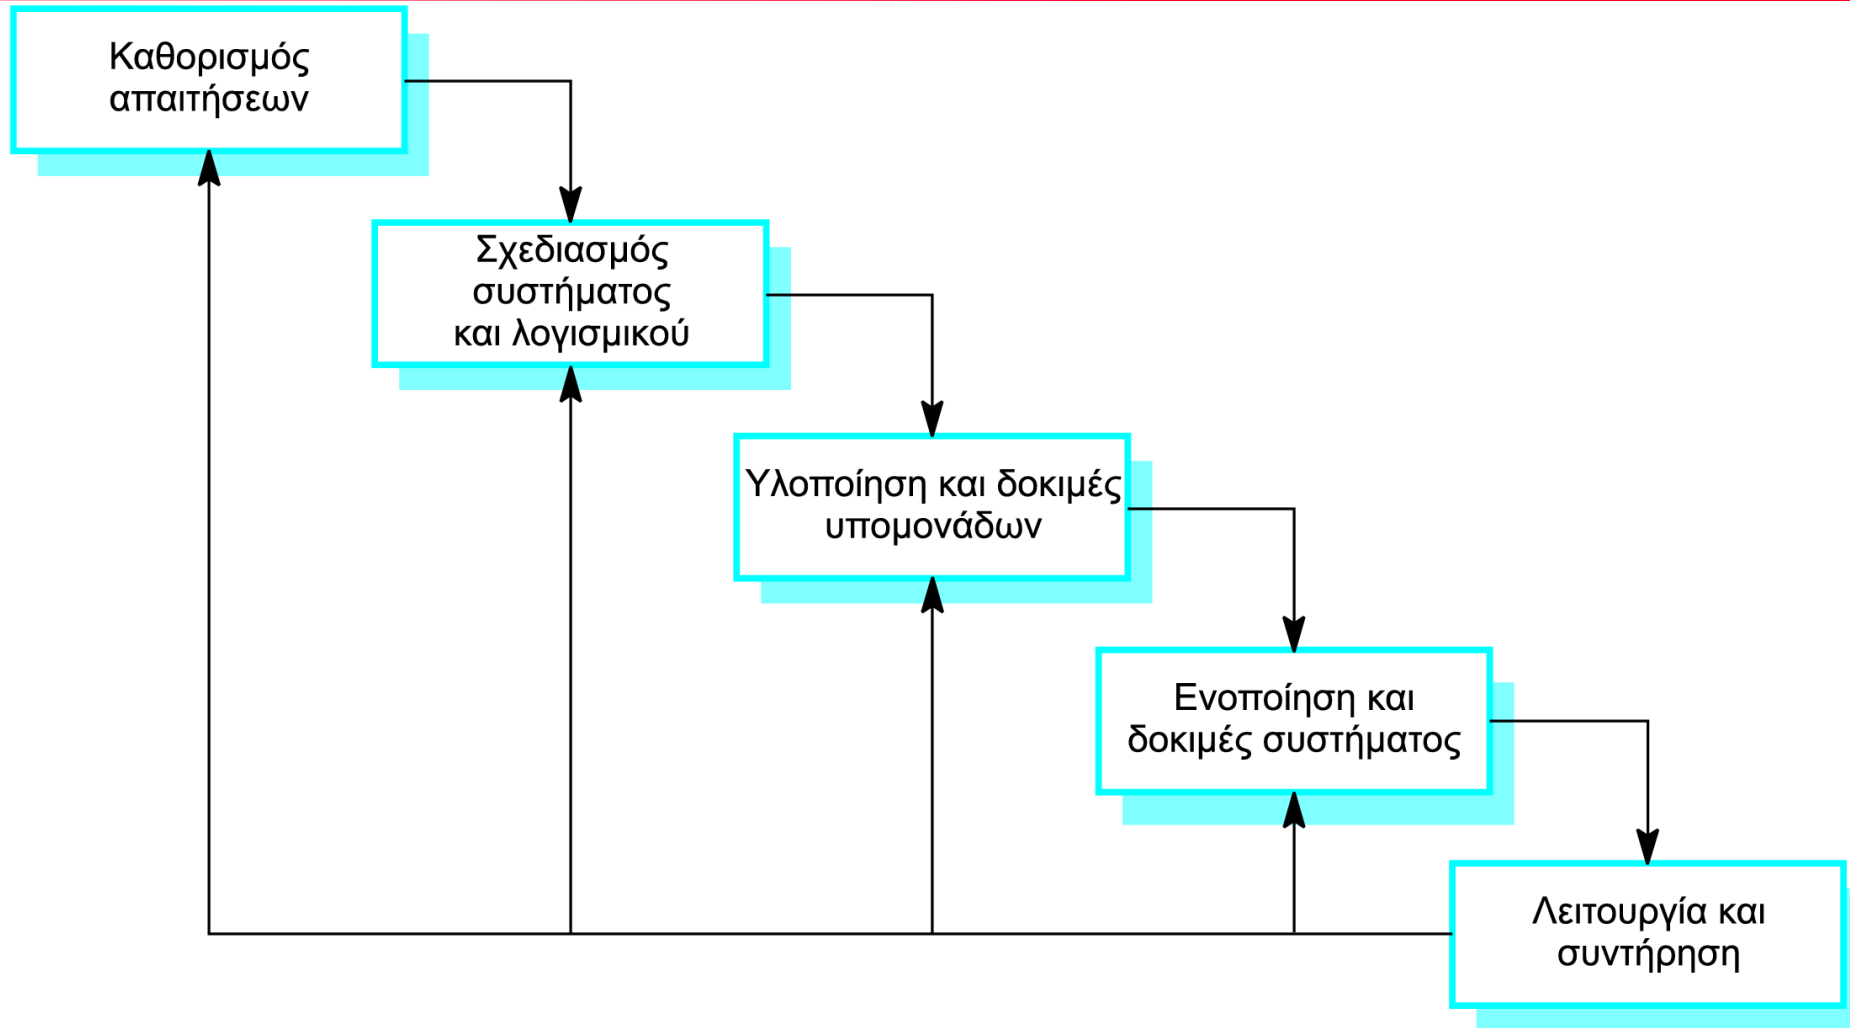 Καθορισμός
απαιτήσεων
Σχεδιασμός
συστήματος
και λογισμικού
Υλοποίηση και δοκιμές
υπομονάδων
Ενοποίηση και
δοκιμές συστήματος
Λειτουργία και
συντήρηση